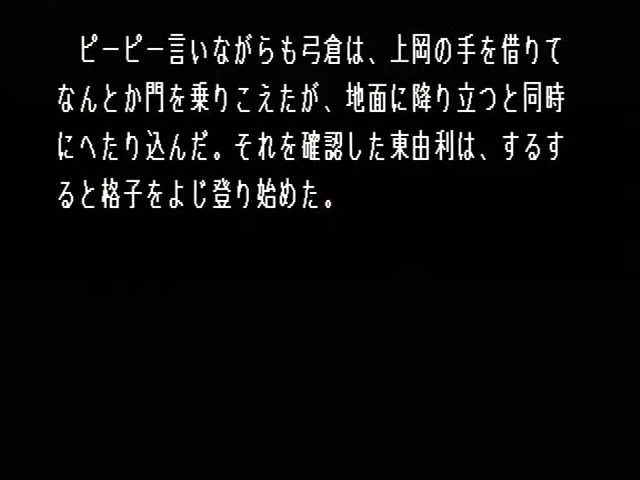 ピーピー言いながらも弓倉は、上岡の手を借りて
なんとか門を乗りこえたが、地面に降り立つと同時
にへたり込んだ。それを確認した東由利は、するす
ると格子をよじ登り始めた。